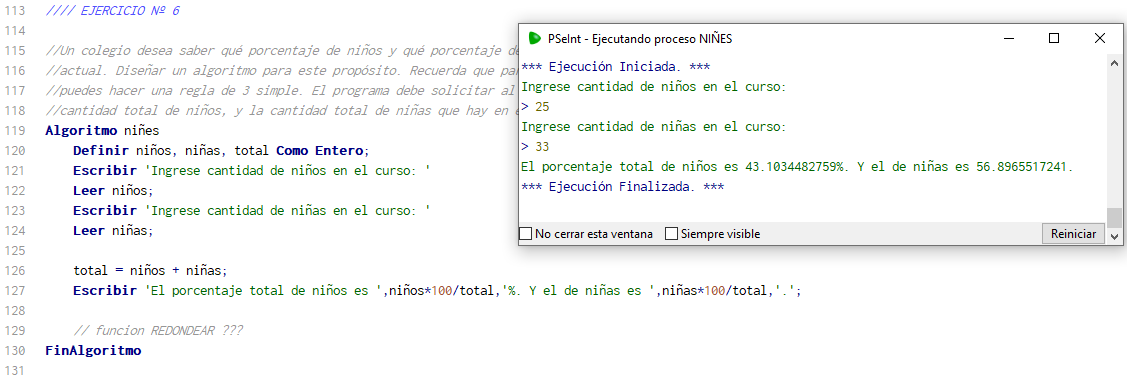 113 //// EJERCICIO Nº 6
114
115 //Un colegio desea saber qué porcentaje de niños y qué porcentaje de
116 //actual. Diseñar un algoritmo para este propósito. Recuerda que pa
117 //puedes hacer una regla de 3 simple. El programa debe solicitar al
118 //cantidad total de niños, y la cantidad total de niñas que hay en e
119 Algoritmo niñes
120 Definir niños, niñas, total Como Entero;
121 Escribir 'Ingrese cantidad de niños en el curso: '
122 Leer niños;
123 Escribir 'Ingrese cantidad de niñas en el curso: '
124 Leer niñas;
125
126 total = niños + niñas;
127 Escribir 'El porcentaje total de niños es ',niños*100/total,'%. Y el de niñas es ',niñas*100/total,'.';
128
129 // funcion REDONDEAR ???
130 FinAlgoritmo
131
PSeInt - Ejecutando proceso NIÑES
*** Ejecución Iniciada. ***
Ingrese cantidad de niños en el curso:
> 25
Ingrese cantidad de niñas en el curso:
> 33
El porcentaje total de niños es 43.1034482759%. Y el de niñas es 56.8965517241.
*** Ejecución Finalizada. ***
No cerrar esta ventana Siempre visible Reiniciar